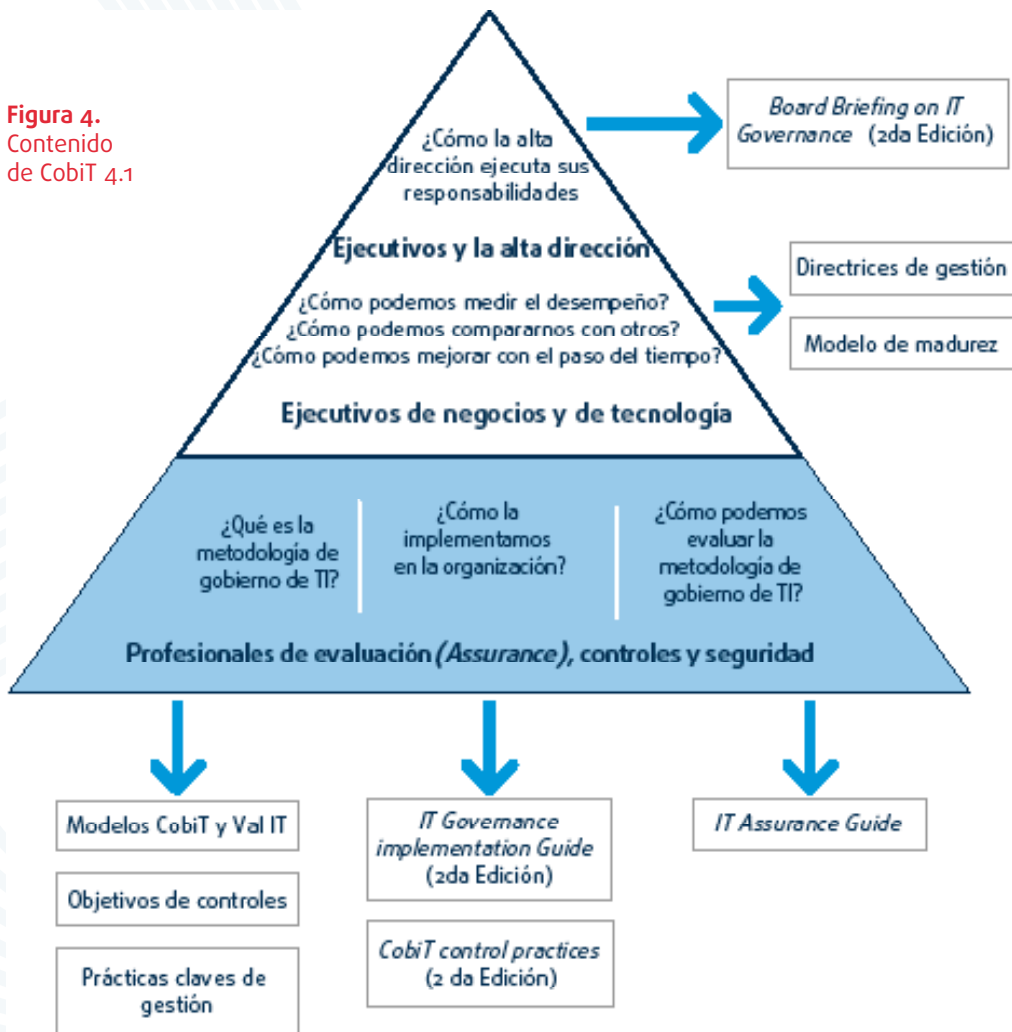 Figura 4.
Contenido
de CobiT 4.1
¿Cómo la alta
dirección ejecuta sus
responsabilidades
Board Briefing on IT
Governance (2da Edición)
Ejecutivos y la alta dirección
¿Cómo podemos medir el desempeño?
¿Cómo podemos compararnos con otros?
¿Cómo podemos mejorar con el paso del tiempo?
Directrices de gestión
Modelo de madurez
Ejecutivos de negocios y de tecnología
¿Qué es la
metodología de
gobierno de TI?
¿Cómo la
implementamos
en la organización?
¿Cómo podemos
evaluar la
metodología de
gobierno de TI?
Profesionales de evaluación (Assurance), controles y seguridad
Modelos CobiT y Val IT
Objetivos de controles
Prácticas claves de
gestión
IT Governance
implementation Guide
(2da Edición)
CobiT control practices
(2 da Edición)
IT Assurance Guide